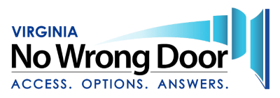 VIRGINIA
No Wrong Door
ACCESS. OPTIONS. ANSWERS.